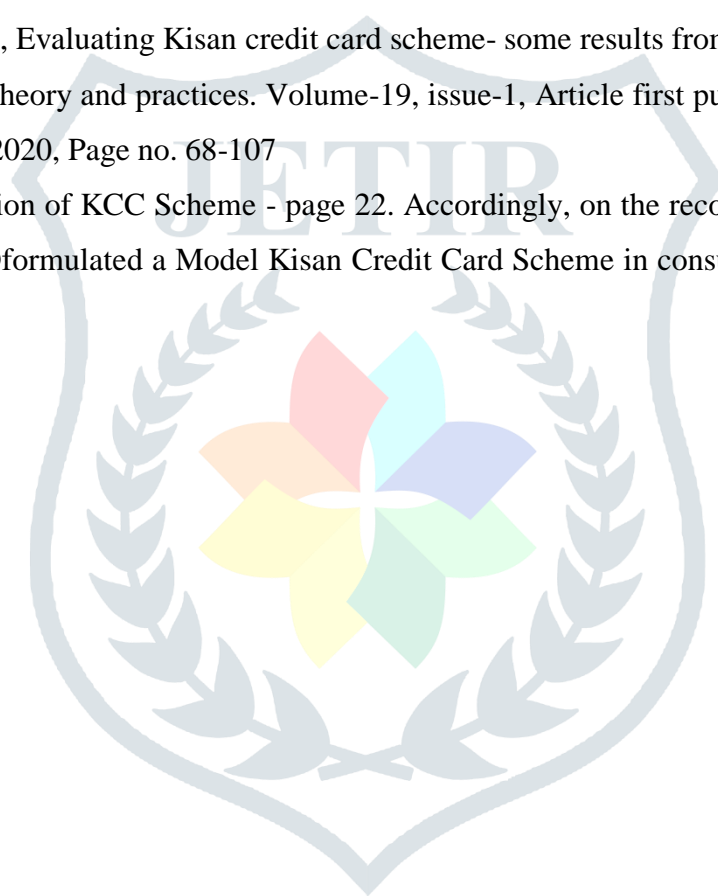 , Evaluating Kisan credit card scheme- some results from
heory and practices. Volume-19, issue-1, Article first pu
2020, Page no. 68-107
JETIR
ion of KCC Scheme - page 22. Accordingly, on the reco
formulated a Model Kisan Credit Card Scheme in cons